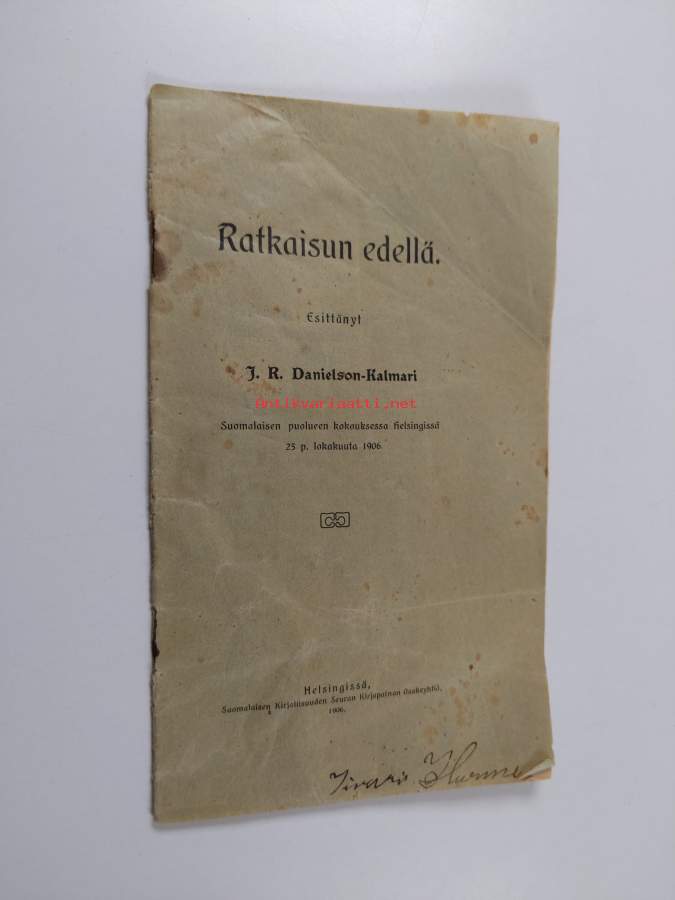 Ratkaisun edellä.
Esittänyt
J. R. Danielson-Kalmari
Antikvariaatti.net
Suomalaisen puolueen kokouksessa Helsingissä
25 p. lokakuuta 1906.
Helsingissä,
Suomalaisen Kirjallisuuden Seuran Kirjapainon Osakeyhtiö,
1906.